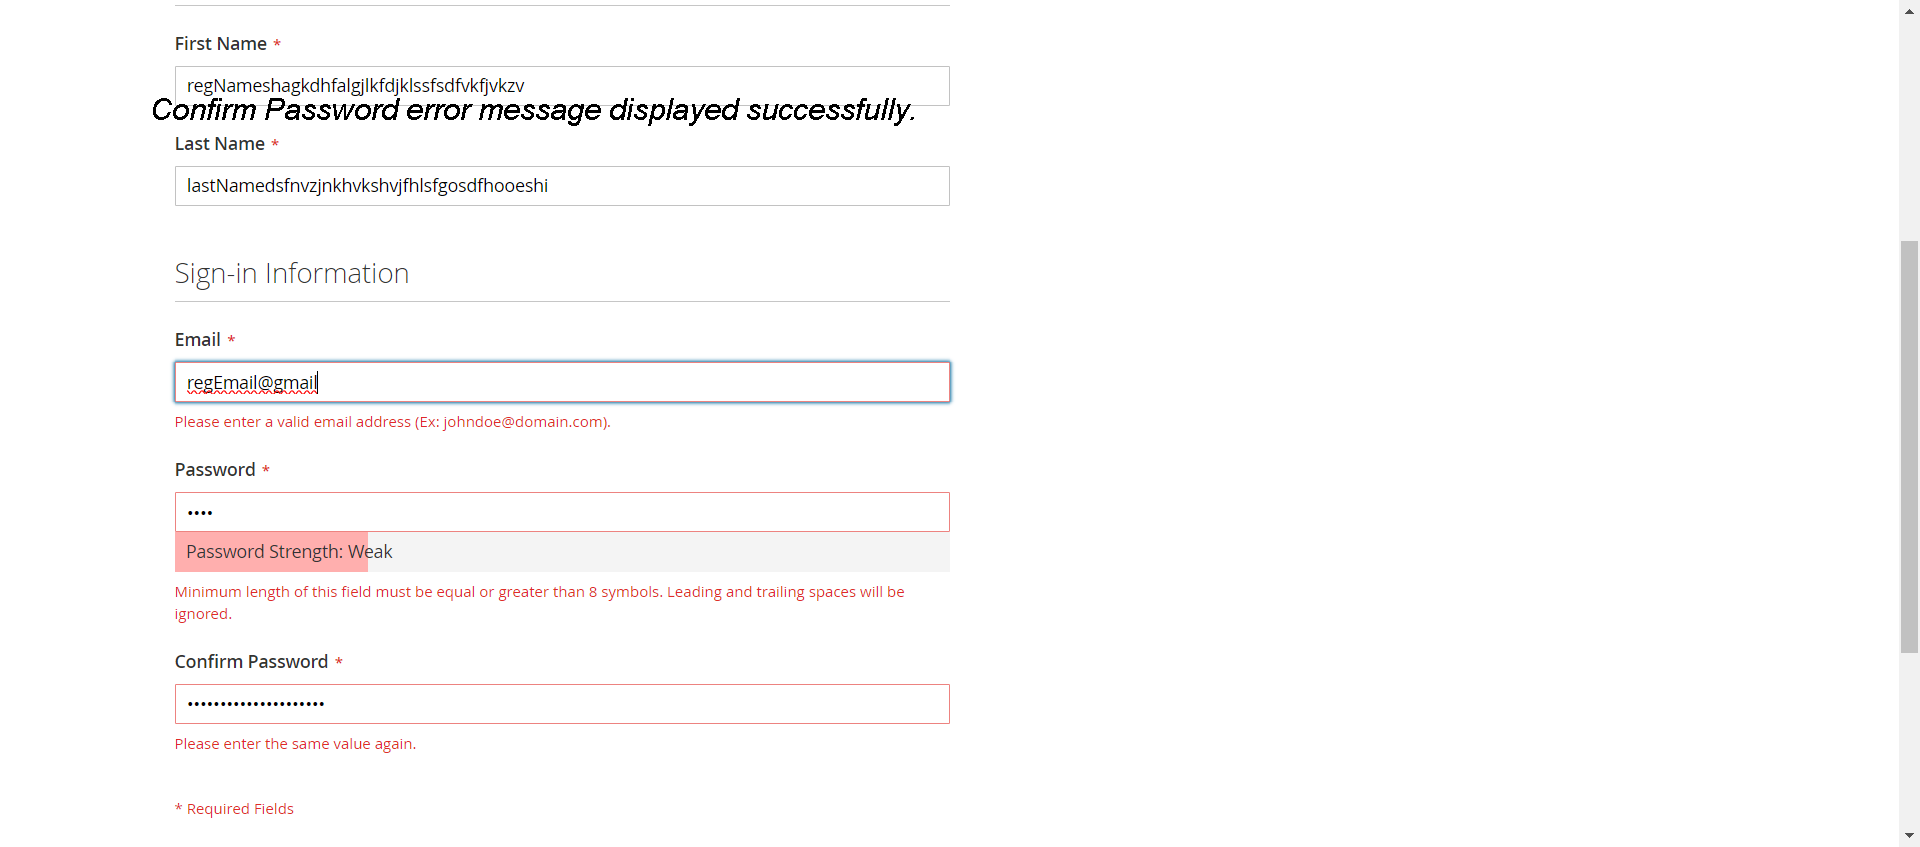 First Name *
regNameshagkdhfalgjlkfdjklssfsdfvkfjvkzv
Confirm Password error message displayed successfully.
Last Name *
lastNamedsfnvzjnkhvkshvjfhlsfgosdfhooeshi
Sign-in Information
Email *
regEmail@gmail
Please enter a valid email address (Ex: johndoe@domain.com).
Password *
••••
Password Strength: Weak
Minimum length of this field must be equal or greater than 8 symbols. Leading and trailing spaces will be
ignored.
Confirm Password *
•••••••••••••••••••••
Please enter the same value again.
* Required Fields